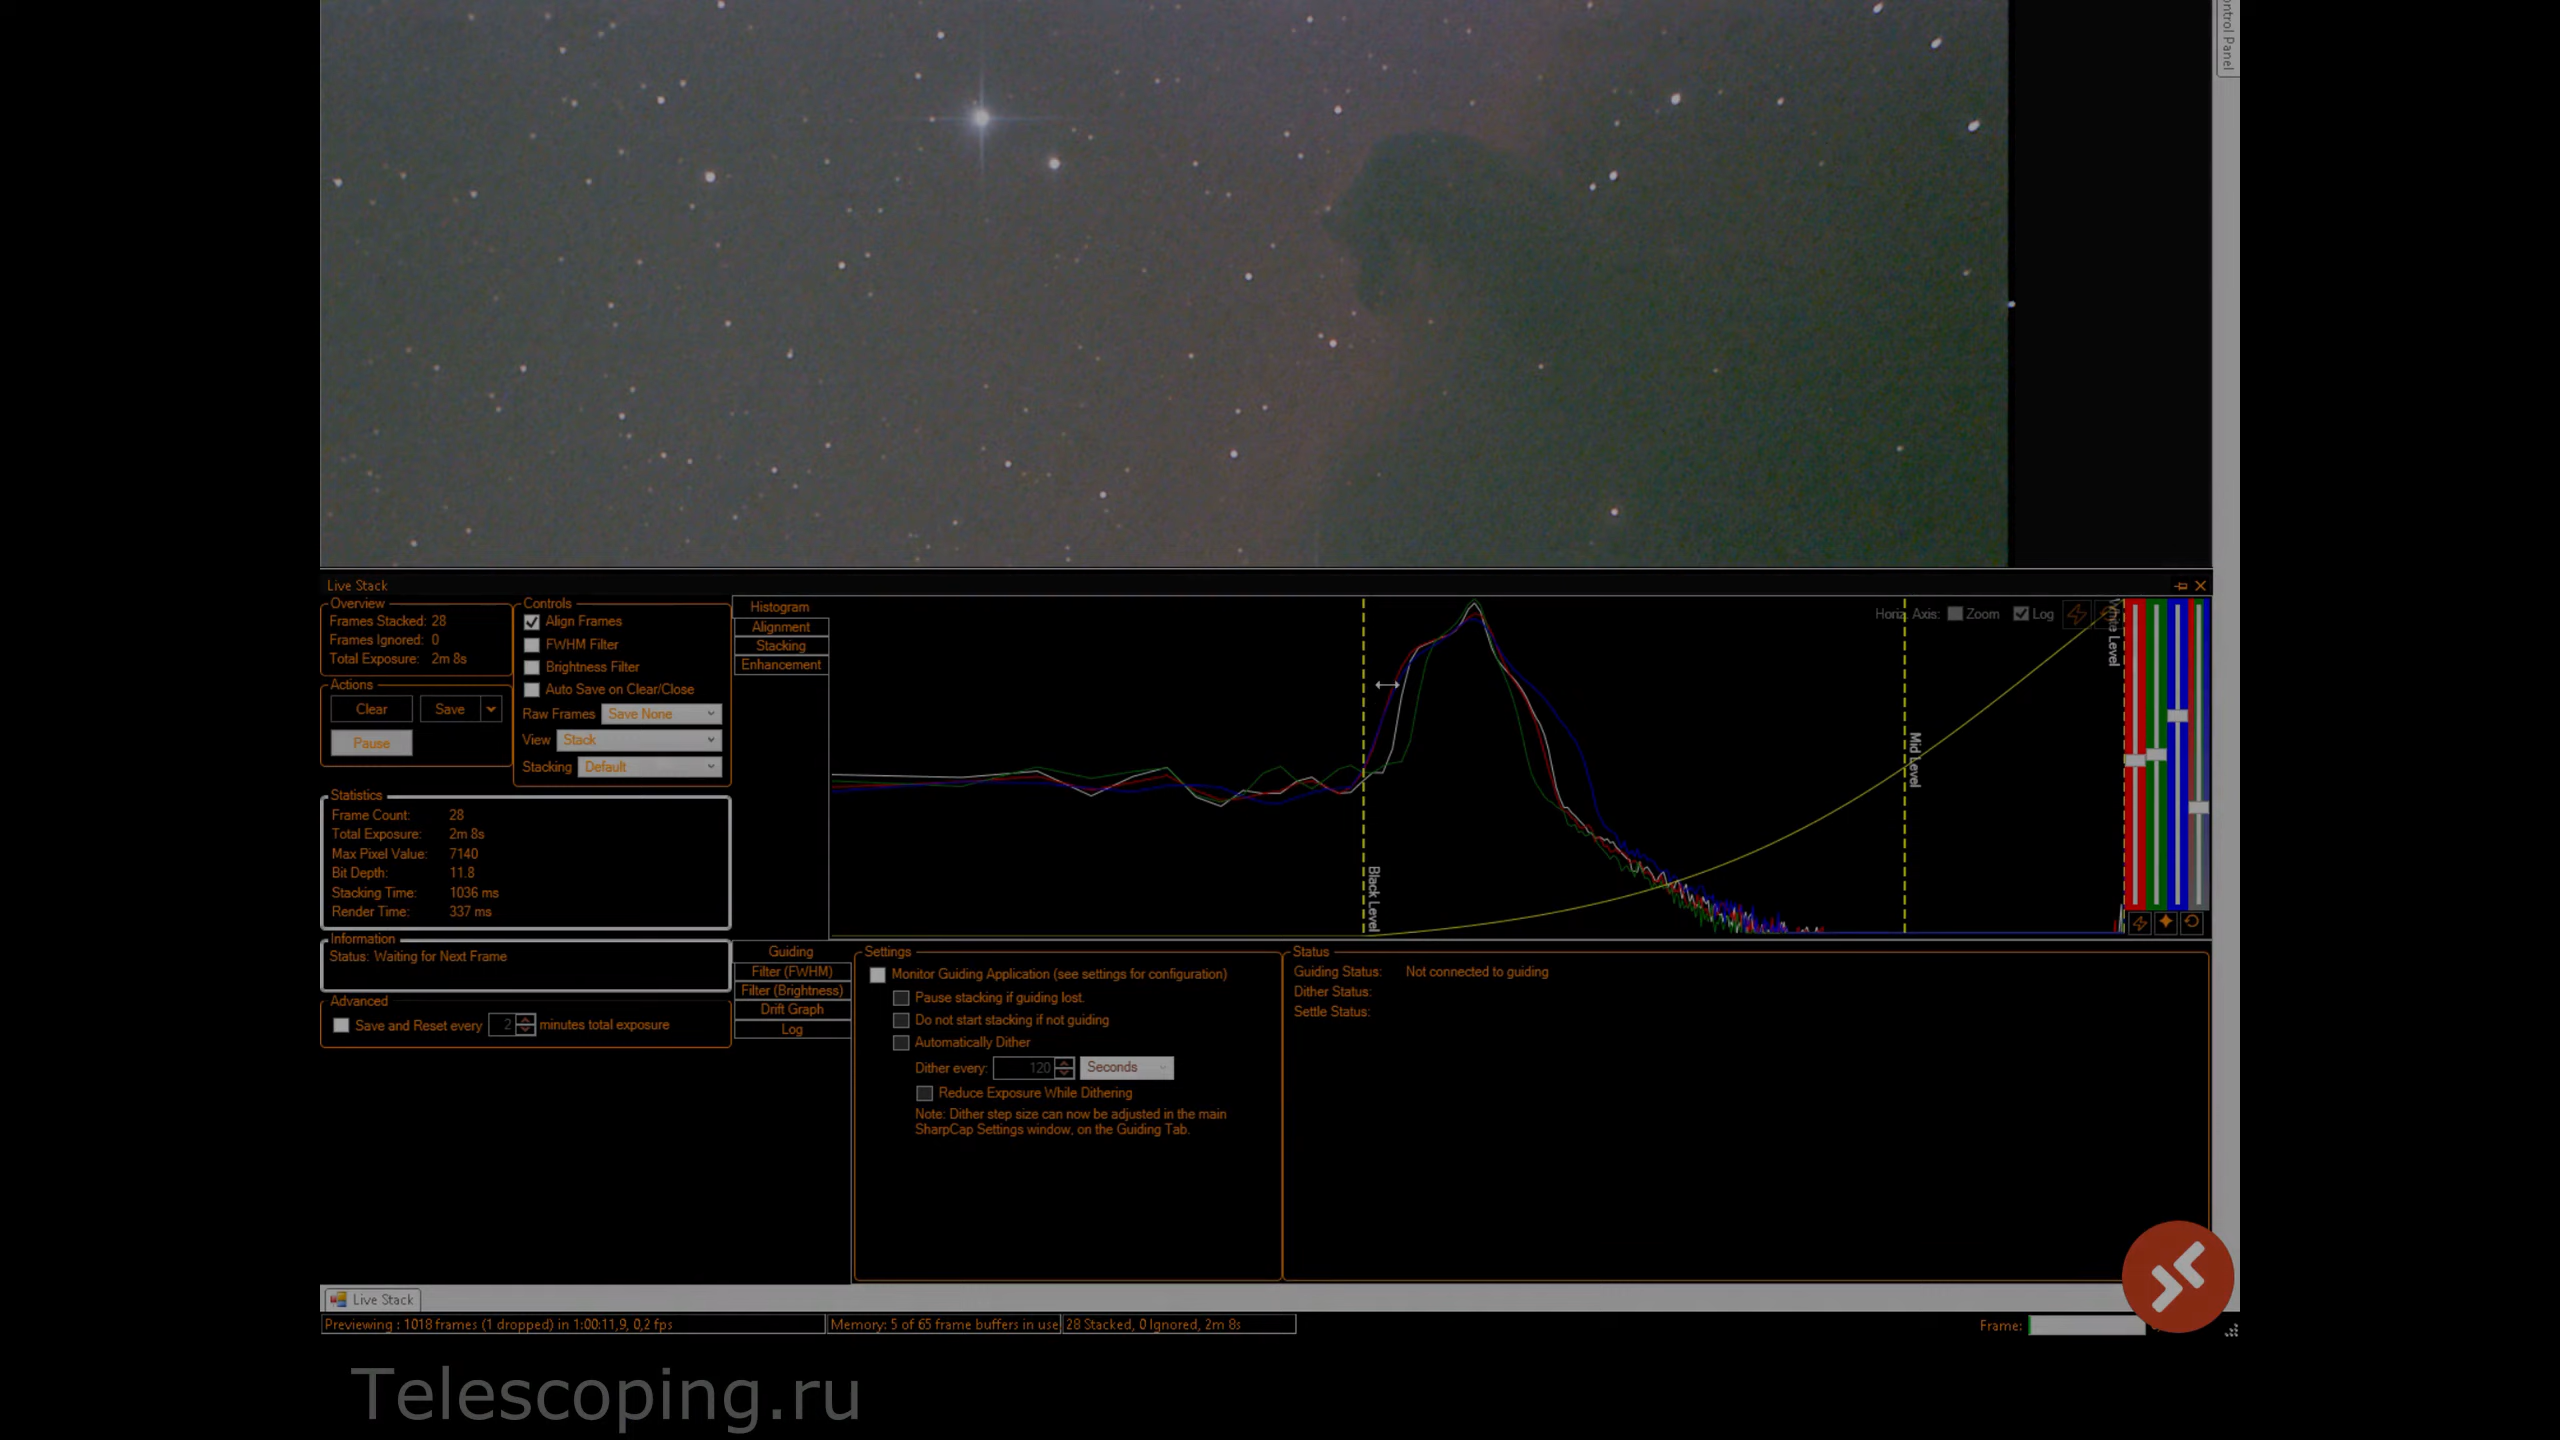 ontrol Panel
Live Stack
Overview
Frames Stacked: 28
Frames Ignored: 0
Total Exposure: 2m 8s
Actions
Clear
Save
Pause
Controls
Align Frames
FWHM Filter
Brightness Filter
Auto Save on Clear/Close
Raw Frames Save None
View Stack
Stacking Default
Histogram
Alignment
Stacking
Enhancement
Horiz Axis: Zoom Log
Black Level
Mid Level
White Level
Statistics
Frame Count: 28
Total Exposure: 2m 8s
Max Pixel Value: 7140
Bit Depth: 11.8
Stacking Time: 1036 ms
Render Time: 337 ms
Information
Status: Waiting for Next Frame
Advanced
Save and Reset every 2 minutes total exposure
Guiding
Filter (FWHM)
Filter (Brightness)
Drift Graph
Log
Settings
Monitor Guiding Application (see settings for configuration)
Pause stacking if guiding lost.
Do not start stacking if not guiding
Automatically Dither
Dither every: 120 Seconds
Reduce Exposure While Dithering
Note: Dither step size can now be adjusted in the main
SharpCap Settings window, on the Guiding Tab.
Status
Guiding Status: Not connected to guiding
Dither Status:
Settle Status:
Live Stack
Previewing : 1018 frames (1 dropped) in 1:00:11,9, 0,2 fps
Memory: 5 of 65 frame buffers in use
28 Stacked, 0 Ignored, 2m 8s
Frame:
Telescoping.ru